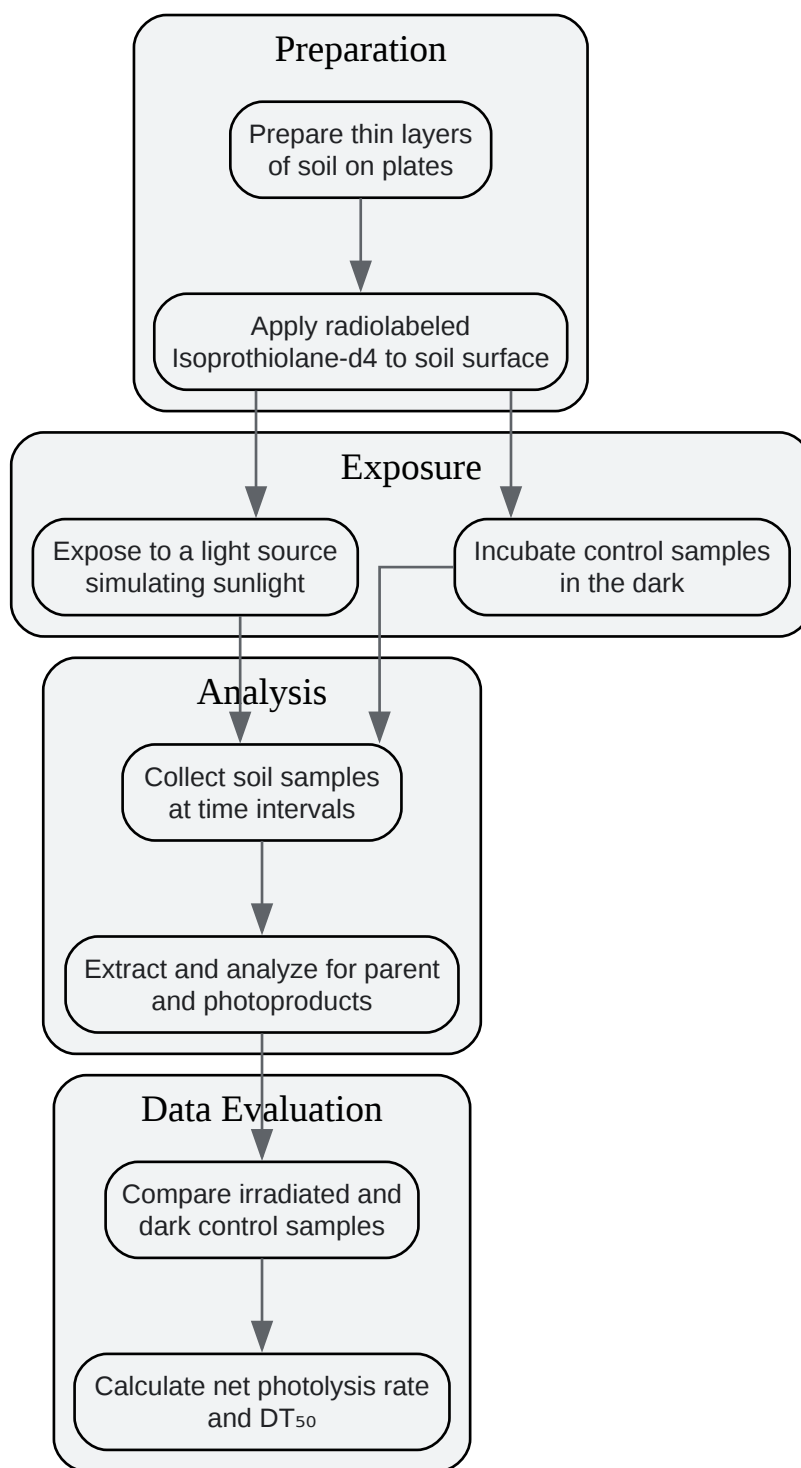 Preparation
Prepare thin layers
of soil on plates
Apply radiolabeled
Isoprothiolane-d4 to soil surface
Exposure
Expose to a light source
simulating sunlight
Incubate control samples
in the dark
Analysis
Collect soil samples
at time intervals
Extract and analyze for parent
and photoproducts
Data Evaluation
Compare irradiated and
dark control samples
Calculate net photolysis rate
and DT₅₀